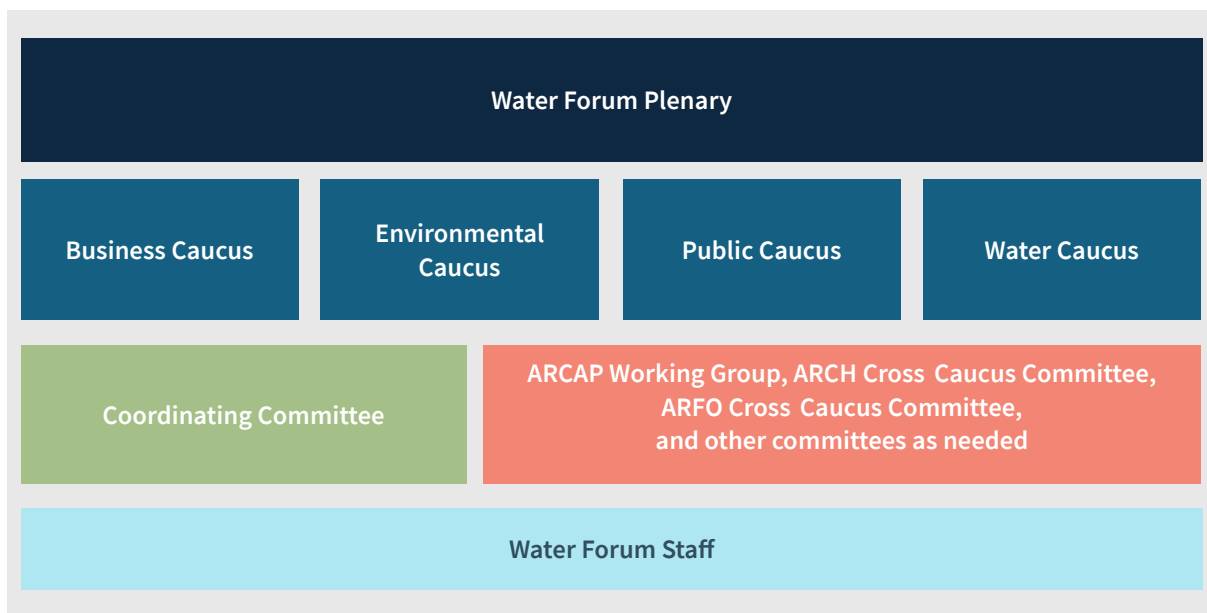 Water Forum Plenary
Business Caucus
Environmental
Caucus
Public Caucus
Water Caucus
Coordinating Committee
ARCAP Working Group, ARCH Cross Caucus Committee,
ARFO Cross Caucus Committee,
and other committees as needed
Water Forum Staff